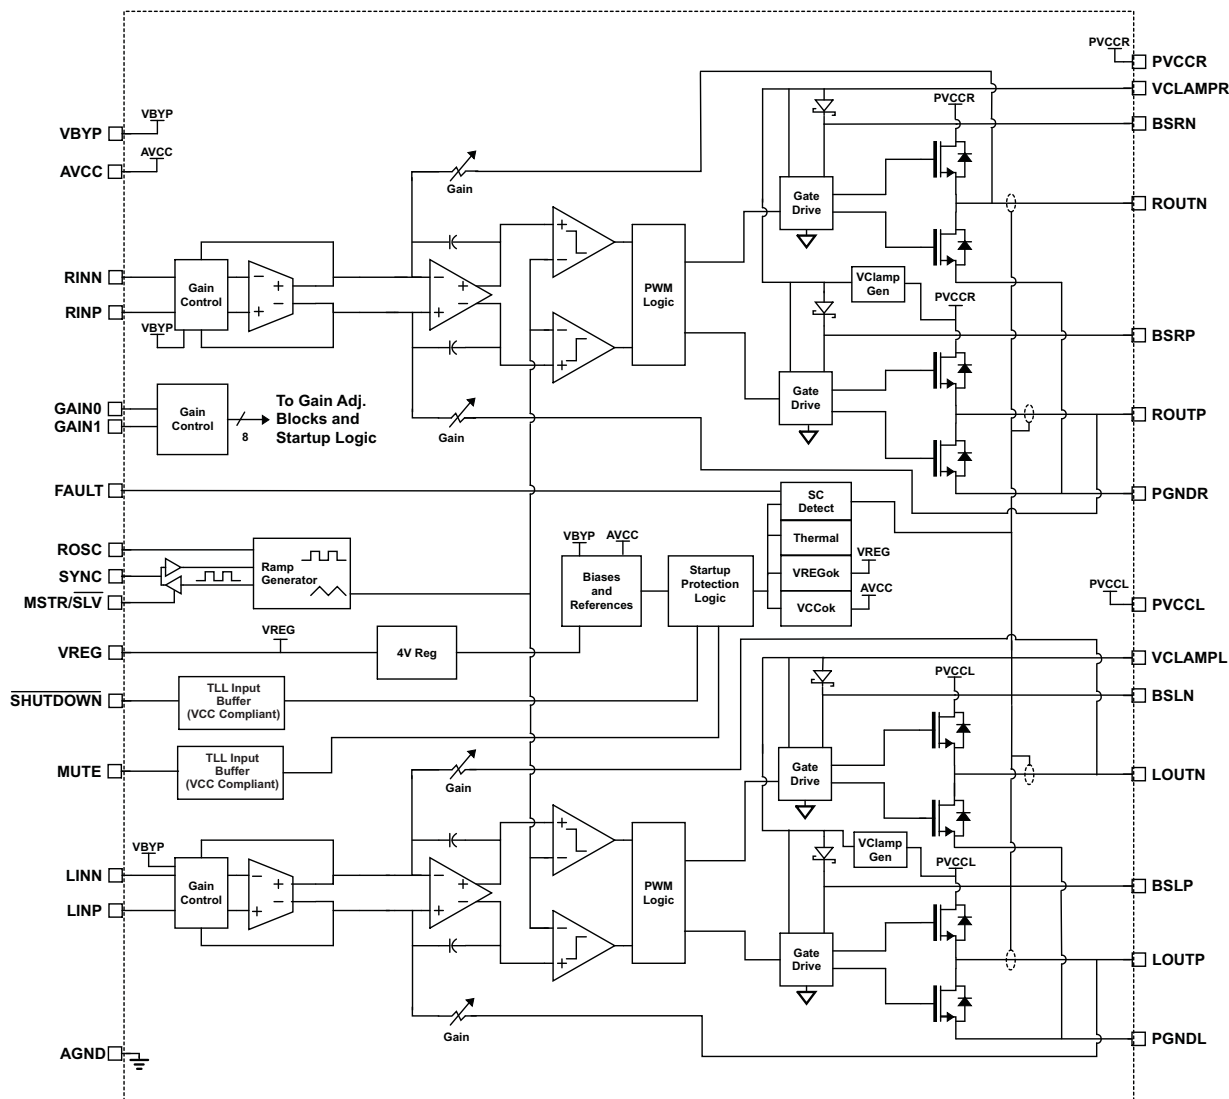 PVCCR
PVCCR
VCLAMPR
PVCCR
VBYP
VBYP
BSRN
AVCC
AVCC
Gain
Gate
Drive
ROUTN
RINN
Gain
Control
PWM
Logic
VClamp
Gen
PVCCR
RINP
VBYP
BSRP
GAIN0
GAIN1
Gain
Control
8
To Gain Adj.
Blocks and
Startup Logic
Gain
Gate
Drive
ROUTP
FAULT
SC
Detect
PGNDR
ROSC
SYNC
MSTR/SLV
Ramp
Generator
VBYP
AVCC
Biases
and
References
Startup
Protection
Logic
Thermal
VREGok
VREG
VCCok
AVCC
PVCCL
PVCCL
VREG
VREG
4V Reg
VCLAMPL
SHUTDOWN
TLL Input
Buffer
(VCC Compliant)
PVCCL
BSLN
MUTE
TLL Input
Buffer
(VCC Compliant)
Gain
Gate
Drive
LOUTN
VBYP
LINN
Gain
Control
PWM
Logic
VClamp
Gen
PVCCL
LINP
BSLP
Gate
Drive
LOUTP
Gain
AGND
PGNDL